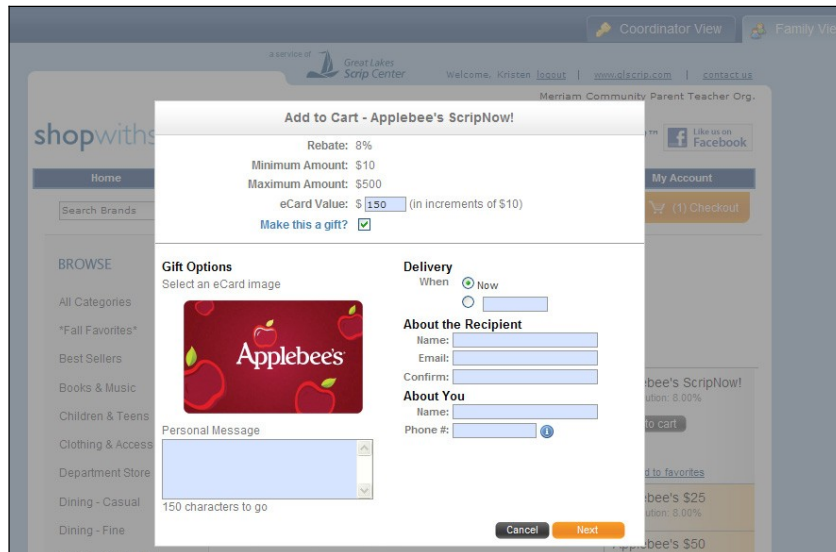 Coordinator View
Family Vie
a service of
Great Lakes
Scrip Center
Welcome, Kristen logout | www.glscrip.com | contact us
Merriam Community Parent Teacher Org.
shopwiths
Like us on
Facebook
Home
My Account
Search Brands
(1) Checkout
Add to Cart - Applebee's ScripNow!
Rebate: 8%
Minimum Amount: $10
Maximum Amount: $500
eCard Value: $ 150 (in increments of $10)
Make this a gift?
BROWSE
All Categories
*Fall Favorites*
Best Sellers
Books & Music
Children & Teens
Clothing & Access
Department Store
Dining - Casual
Dining - Fine
Gift Options
Select an eCard image
Applebee's
Personal Message
150 characters to go
Delivery
When Now
About the Recipient
Name:
Email:
Confirm:
About You
Name:
Phone #:
Cancel
Next
ebee's ScripNow!
ution: 8.00%
to cart
d to favorites
ebee's $25
ution: 8.00%
Applebee's $50